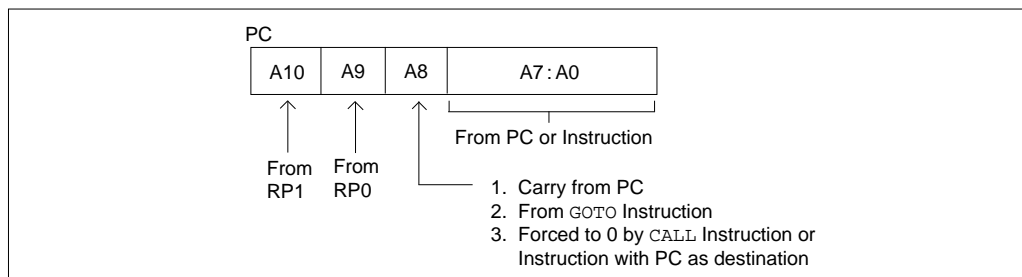 PC
A10 A9 A8 A7:A0
From PC or Instruction
From
RP1
From
RP0
1. Carry from PC
2. From GOTO Instruction
3. Forced to 0 by CALL Instruction or
Instruction with PC as destination